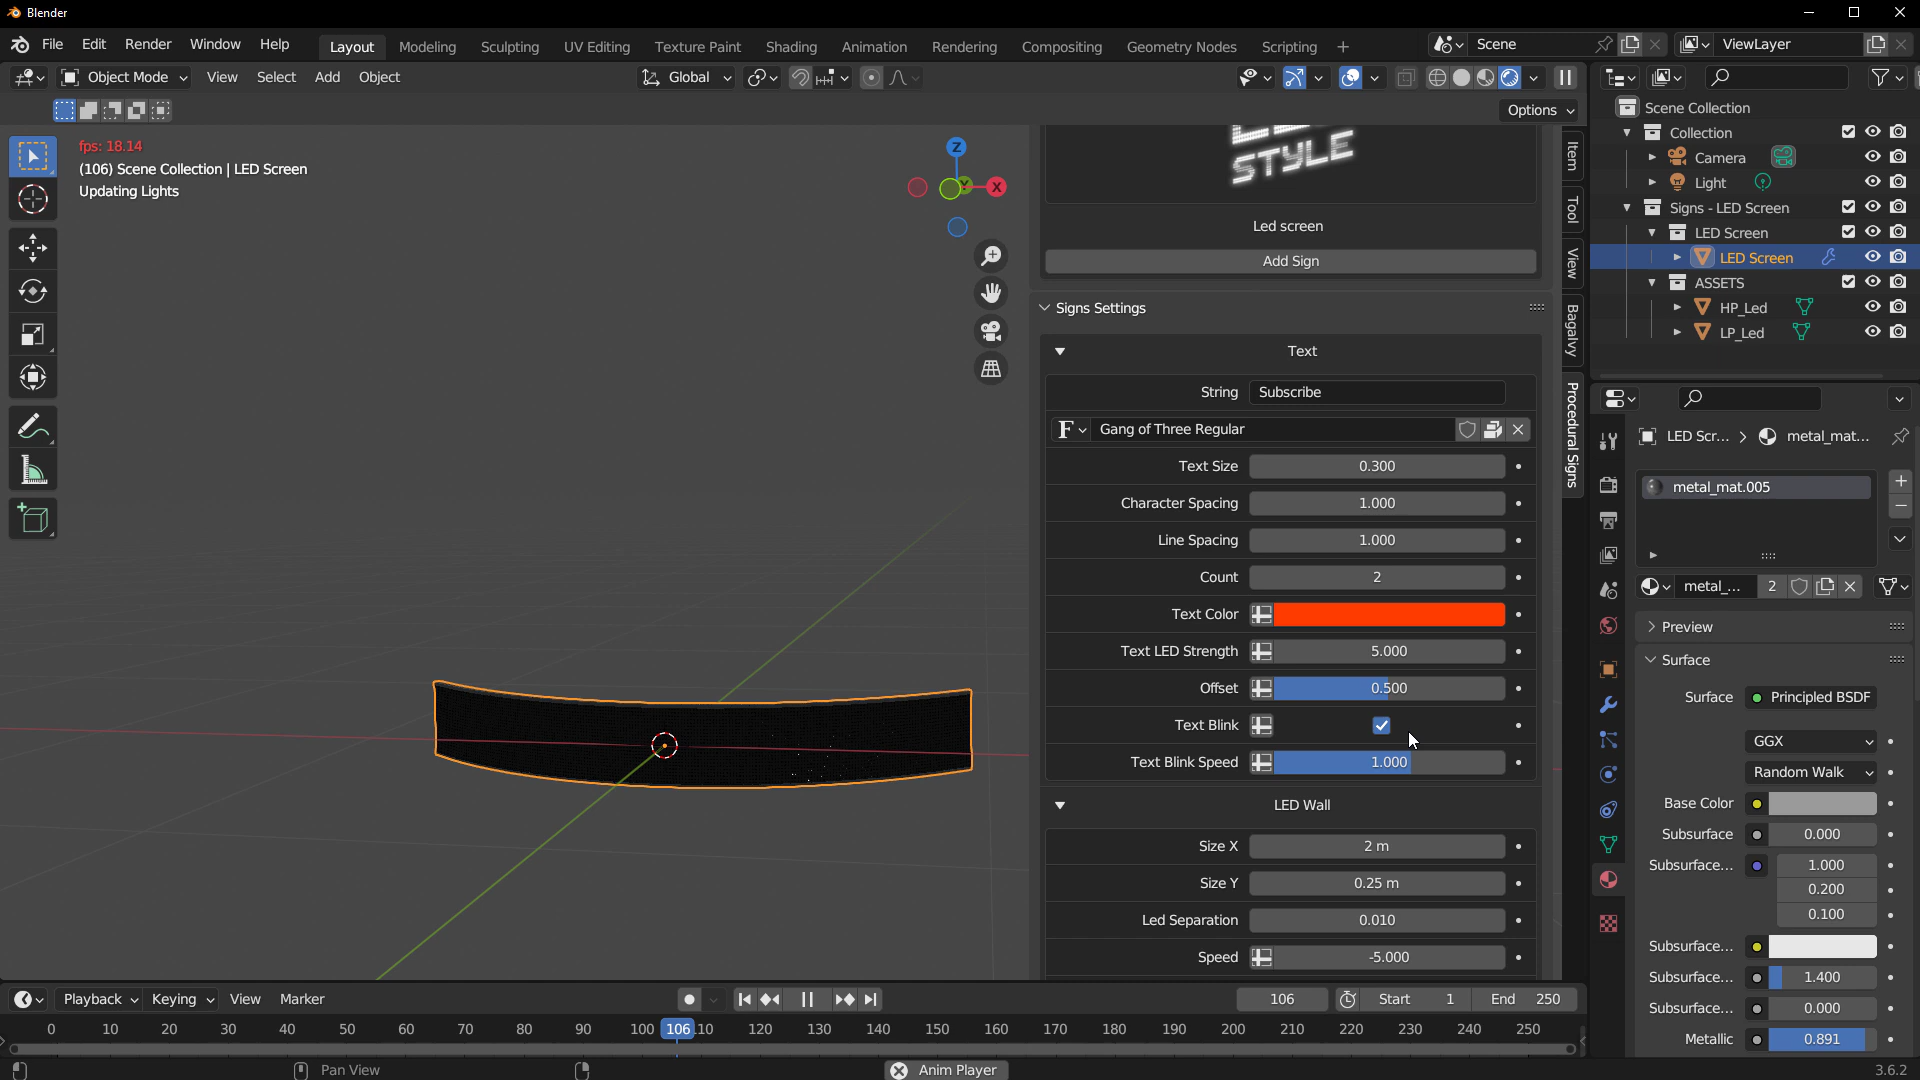 Blender
File Edit Render Window Help
Layout Modeling Sculpting UV Editing Texture Paint Shading Animation Rendering Compositing Geometry Nodes Scripting +
Scene
ViewLayer
Object Mode View Select Add Object
Global
Options
fps: 18.14
(106) Scene Collection | LED Screen
Updating Lights
Z
Y
X
STYLE
Led screen
Add Sign
Signs Settings
Text
String Subscribe
F Gang of Three Regular
Text Size 0.300
Character Spacing 1.000
Line Spacing 1.000
Count 2
Text Color
Text LED Strength 5.000
Offset 0.500
Text Blink
Text Blink Speed 1.000
LED Wall
Size X 2 m
Size Y 0.25 m
Led Separation 0.010
Speed -5.000
Item
Tool
View
Bagalvy
Procedural Signs
Scene Collection
Collection
Camera
Light
Signs - LED Screen
LED Screen
LED Screen
ASSETS
HP_Led
LP_Led
LED Scr... metal_mat...
metal_mat.005
metal_... 2
Preview
Surface
Surface Principled BSDF
GGX
Random Walk
Base Color
Subsurface 0.000
Subsurface... 1.000
0.200
0.100
Subsurface...
Subsurface... 1.400
Subsurface... 0.000
Metallic 0.891
Playback Keying View Marker
106 Start 1 End 250
0 10 20 30 40 50 60 70 80 90 100 106 10 120 130 140 150 160 170 180 190 200 210 220 230 240 250
Pan View
Anim Player
3.6.2